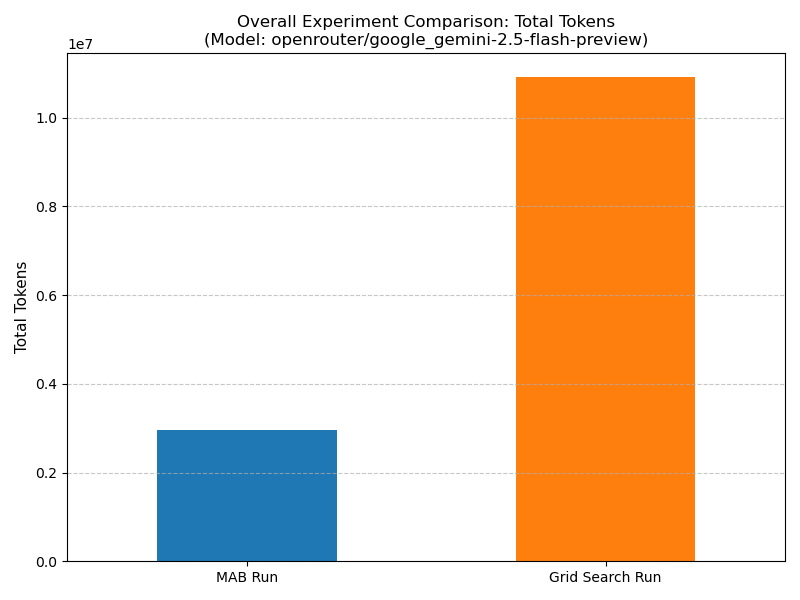 Overall Experiment Comparison: Total Tokens
(Model: openrouter/google_gemini-2.5-flash-preview)
1e7
1.0
0.8
0.6
0.4
0.2
0.0
Total Tokens
MAB Run
Grid Search Run